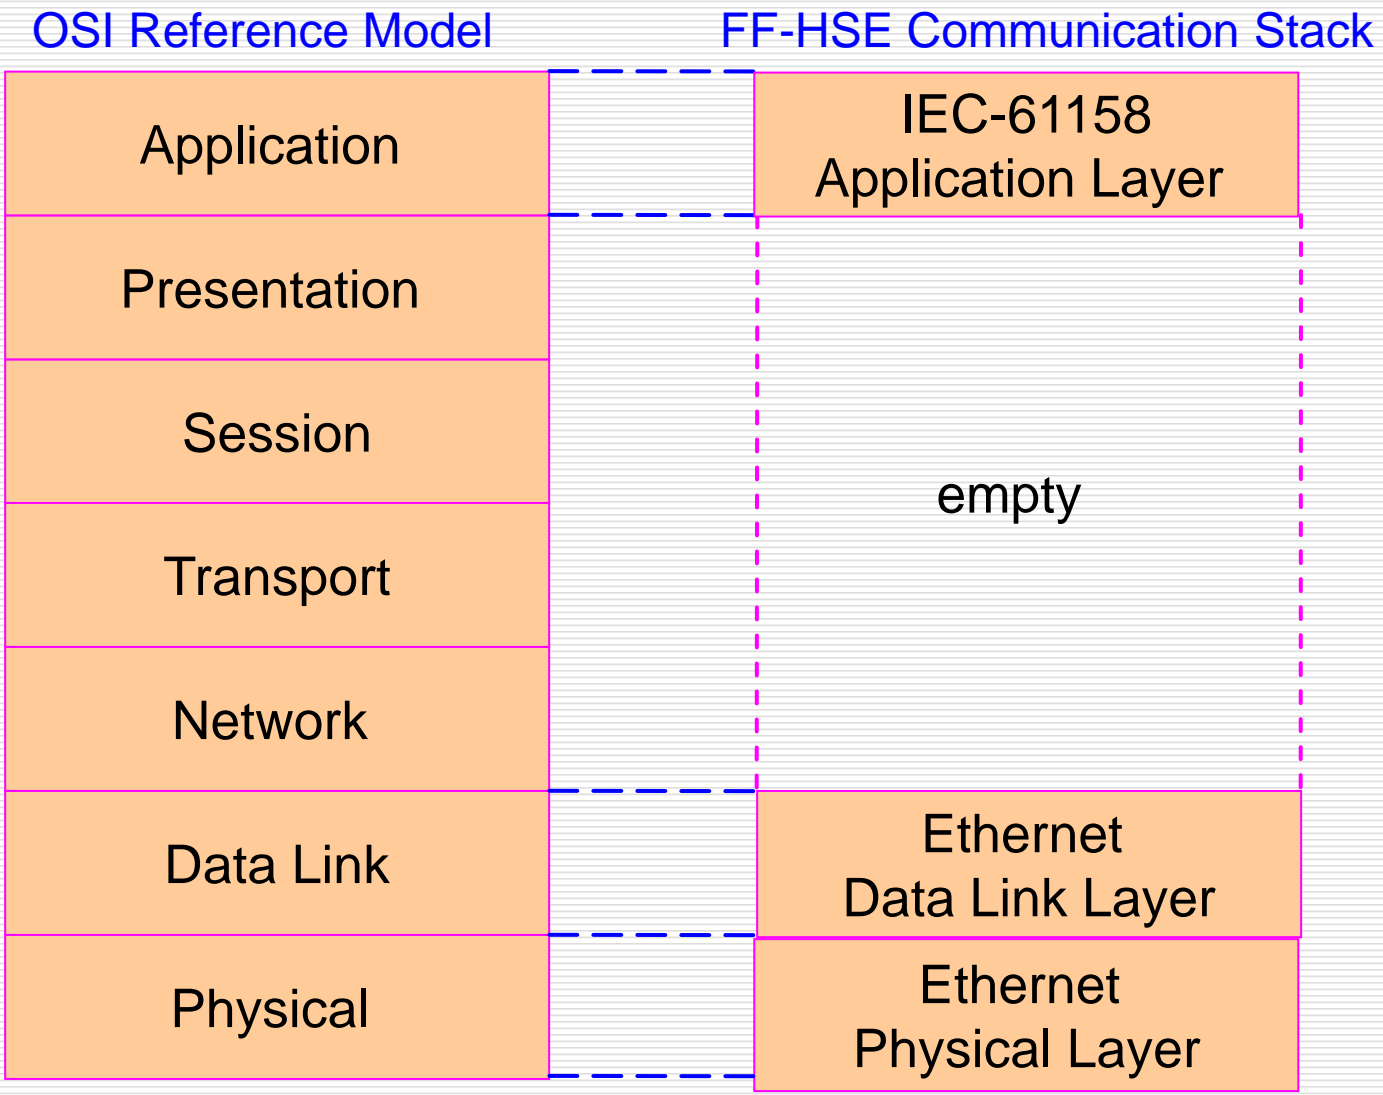 OSI Reference Model
FF-HSE Communication Stack
Application
IEC-61158
Application Layer
Presentation
Session
Transport
Network
empty
Data Link
Ethernet
Data Link Layer
Physical
Ethernet
Physical Layer